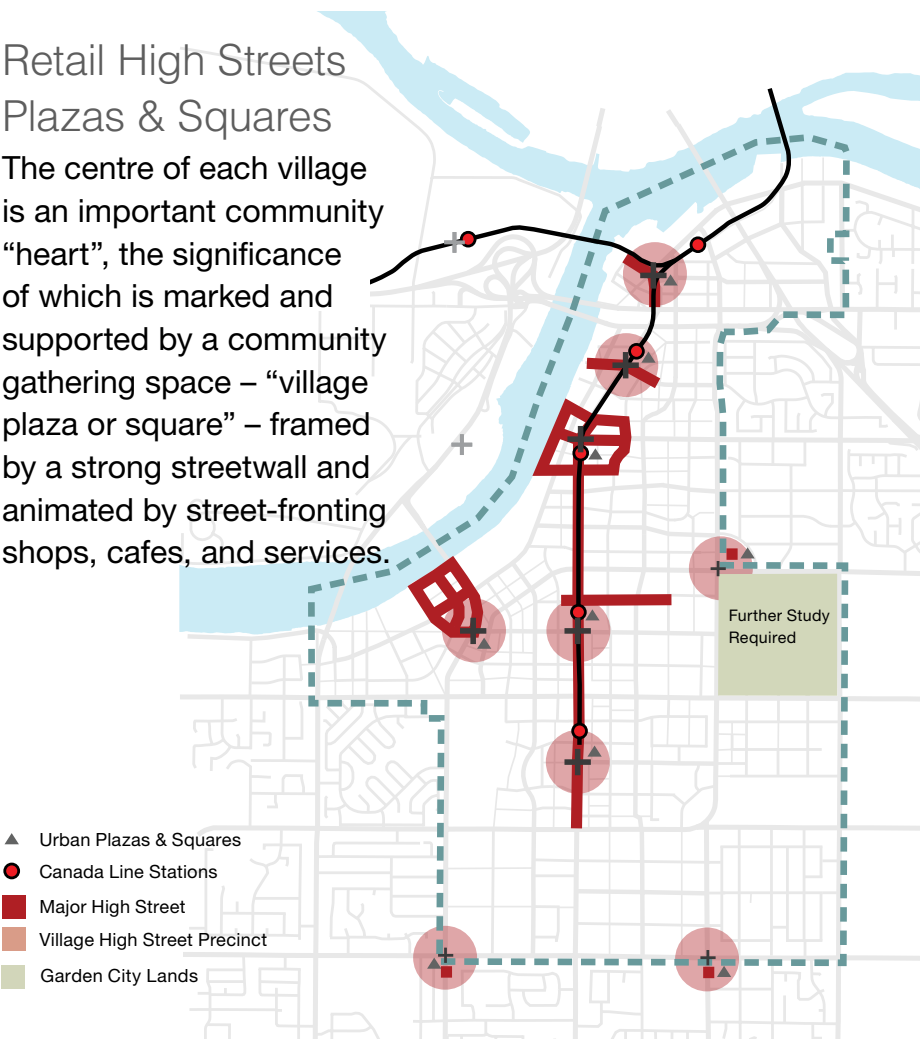 Retail High Streets
Plazas & Squares
The centre of each village
is an important community
“heart”, the significance
of which is marked and
supported by a community
gathering space – “village
plaza or square” – framed
by a strong streetwall and
animated by street-fronting
shops, cafes, and services.
Further Study
Required
Urban Plazas & Squares
Canada Line Stations
Major High Street
Village High Street Precinct
Garden City Lands